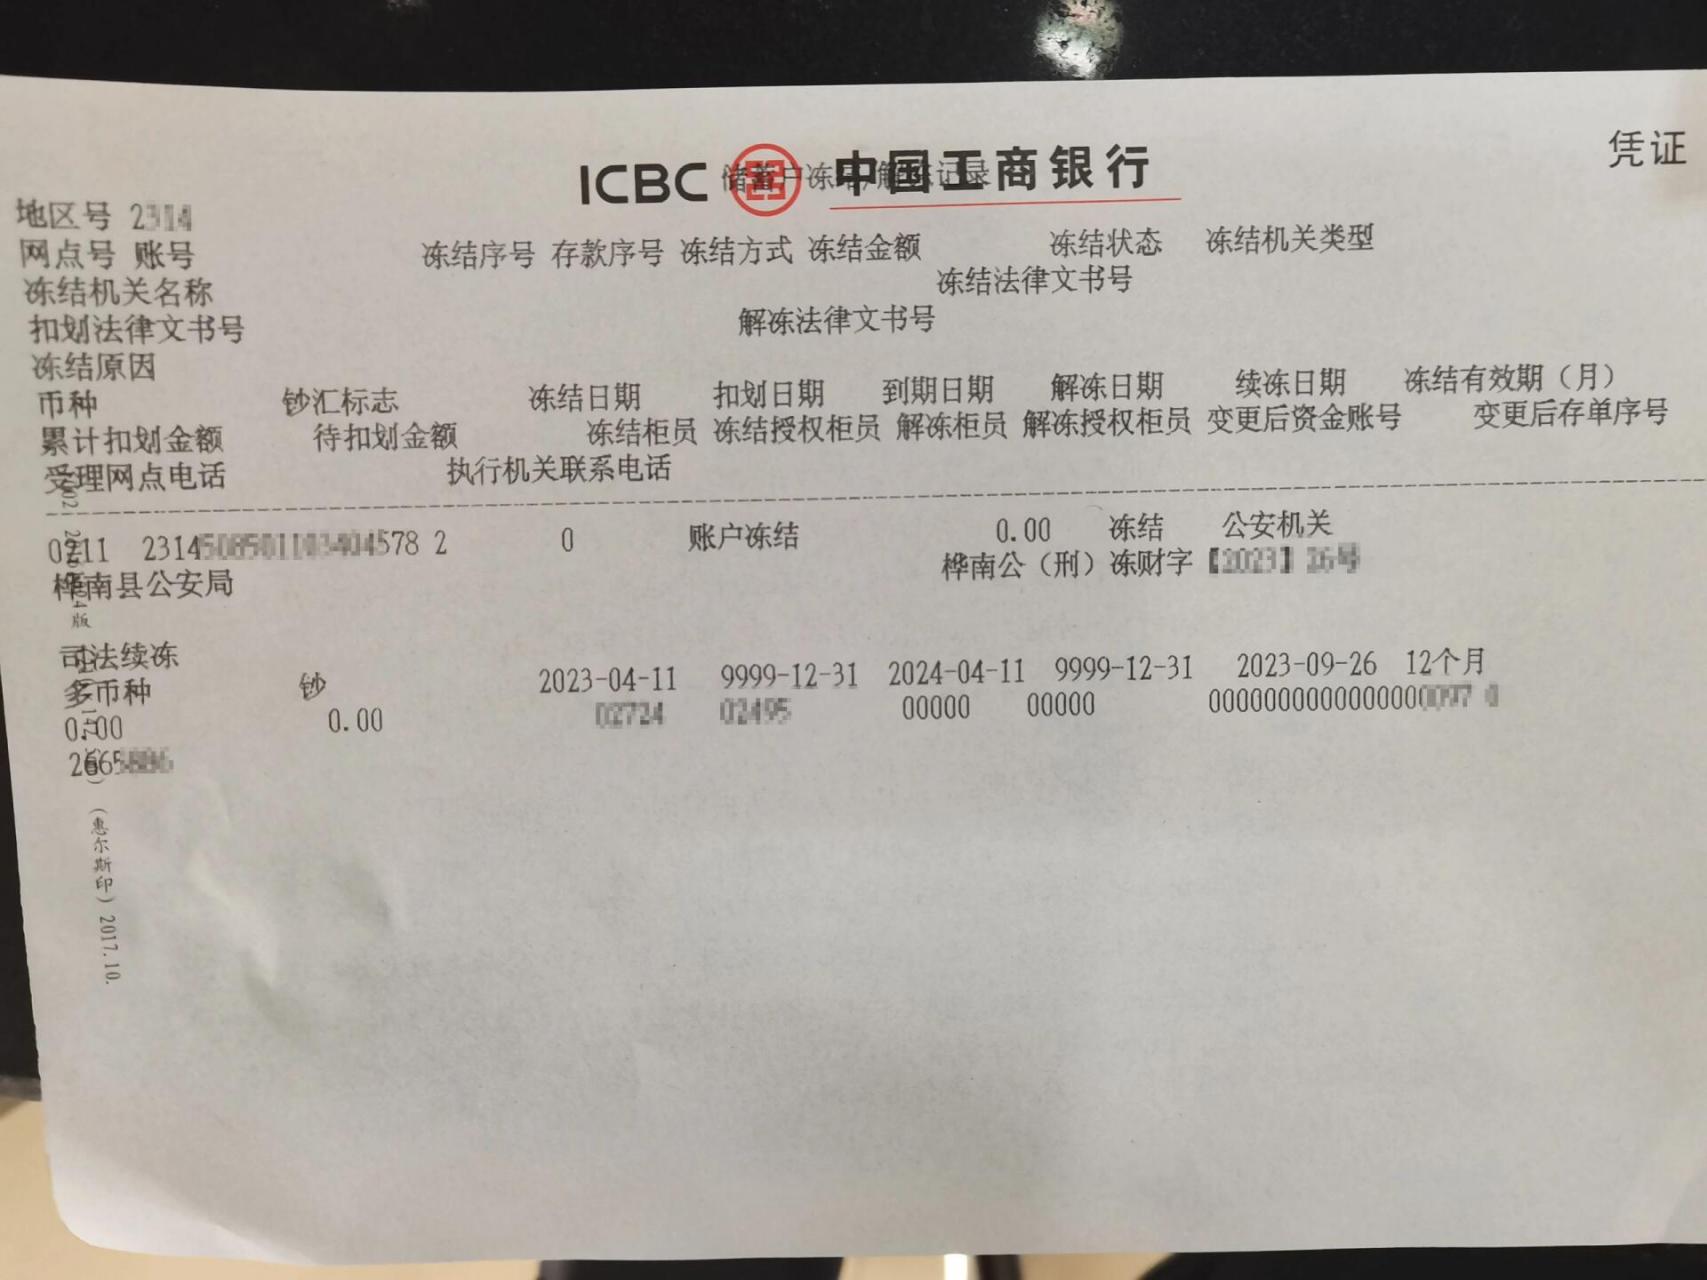 ICBC 中国工商银行
凭证
储蓄户冻结/解冻记录
地区号 2314
网点号 账号 冻结序号 存款序号 冻结方式 冻结金额 冻结状态 冻结机关类型
冻结机关名称 冻结法律文书号
扣划法律文书号 解冻法律文书号
冻结原因
币种 钞汇标志 冻结日期 扣划日期 到期日期 解冻日期 续冻日期 冻结有效期（月）
累计扣划金额 待扣划金额 冻结柜员 冻结授权柜员 解冻柜员 解冻授权柜员 变更后资金账号 变更后存单序号
受理网点电话 执行机关联系电话
0211 2314 578 2 0 账户冻结 0.00 冻结 公安机关
桦南县公安局 桦南公（刑）冻财字
司法续冻
多币种 钞 2023-04-11 9999-12-31 2024-04-11 9999-12-31 2023-09-26 12个月
0.00 0.00 00000 00000
（惠尔斯印）2017.10.